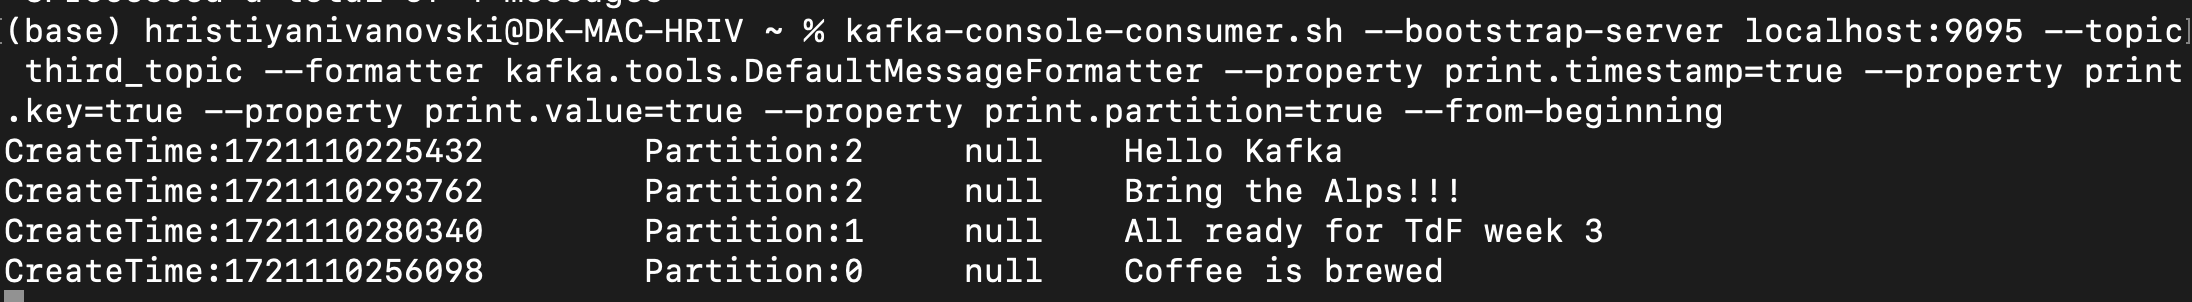 (base) hristiyanivanovski@DK-MAC-HRIV ~ % kafka-console-consumer.sh --bootstrap-server localhost:9095 --topic
third_topic --formatter kafka.tools.DefaultMessageFormatter --property print.timestamp=true --property print
.key=true --property print.value=true --property print.partition=true --from-beginning
CreateTime:1721110225432 Partition:2 null Hello Kafka
CreateTime:1721110293762 Partition:2 null Bring the Alps!!!
CreateTime:1721110280340 Partition:1 null All ready for TdF week 3
CreateTime:1721110256098 Partition:0 null Coffee is brewed